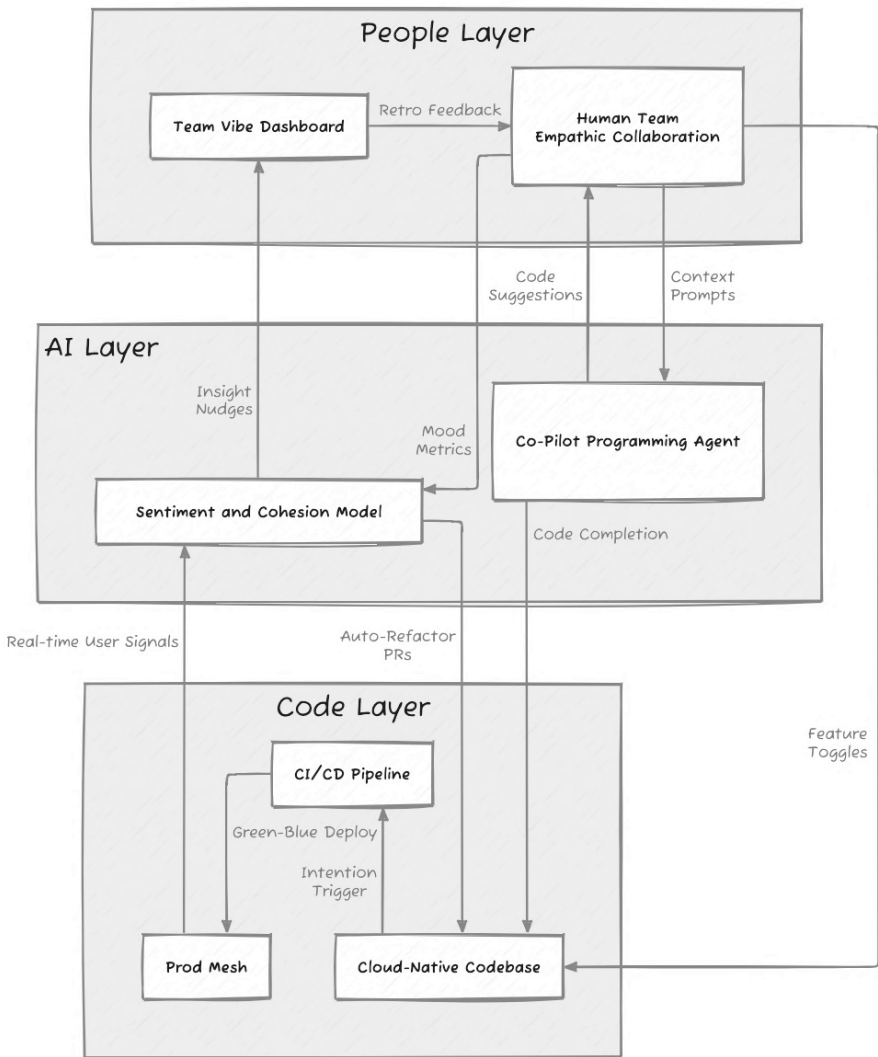 People Layer
Team Vibe Dashboard
Retro Feedback
Human Team
Empathic Collaboration
Code
Suggestions
Context
Prompts
AI Layer
Insight
Nudges
Mood
Metrics
Co-Pilot Programming Agent
Sentiment and Cohesion Model
Code Completion
Real-time User Signals
Auto-Refactor
PRs
Code Layer
Feature
Toggles
CI/CD Pipeline
Green-Blue Deploy
Intention
Trigger
Prod Mesh
Cloud-Native Codebase